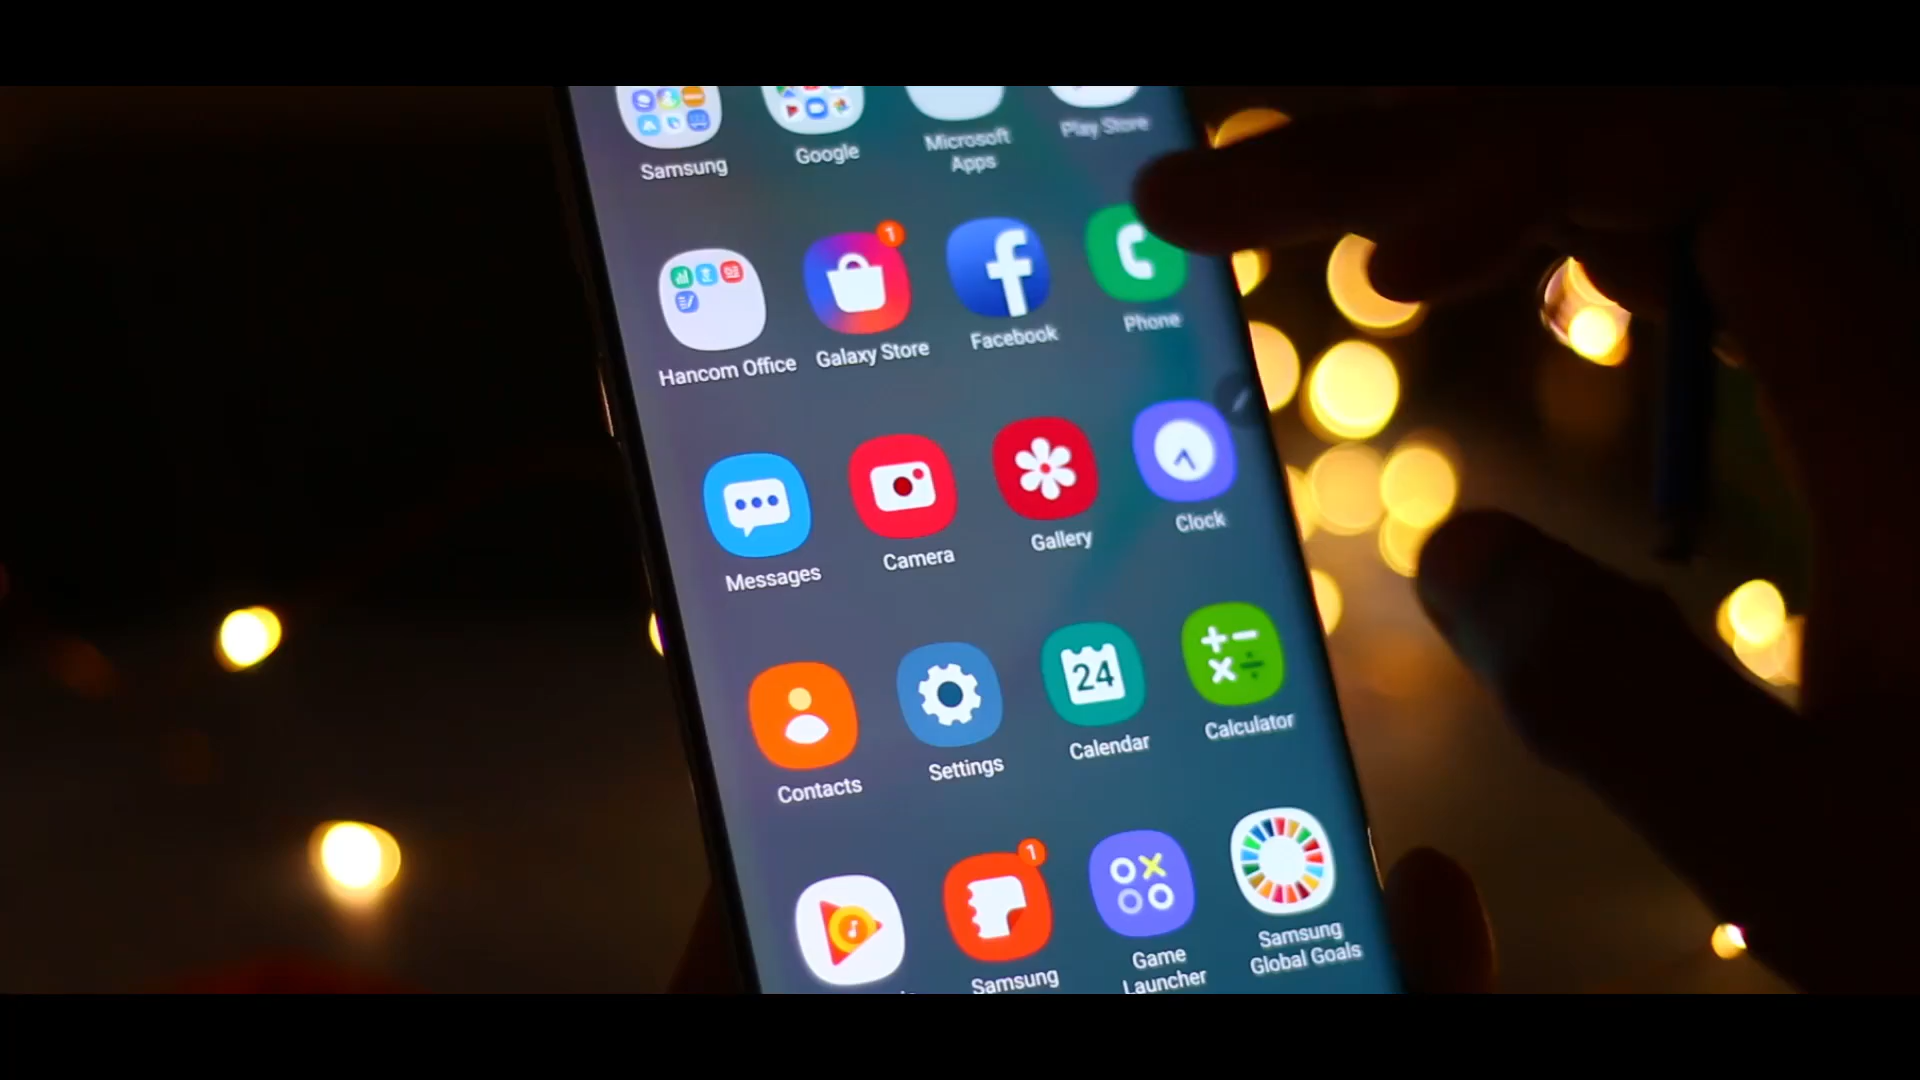 Samsung
Google
Microsoft
Apps
Play Store
Hancom Office
1
Galaxy Store
Facebook
Phone
Messages
Camera
Gallery
Clock
Contacts
Settings
24
Calendar
Calculator
1
Samsung
Game
Launcher
Samsung
Global Goals